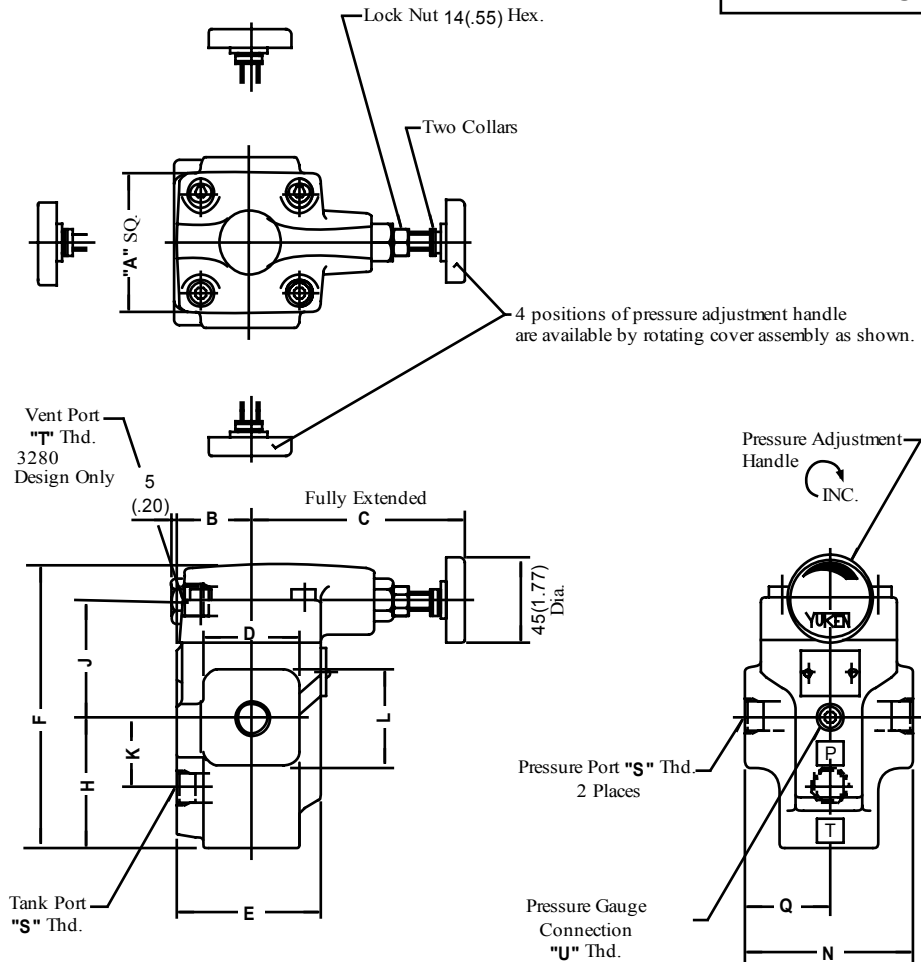 Lock Nut 14(.55) Hex.
Two Collars
"A" SQ.
4 positions of pressure adjustment handle
are available by rotating cover assembly as shown.
Vent Port
"T" Thd.
3280
Design Only
5
(.20)
Fully Extended
B
C
45(1.77)
Dia.
D
F
J
K
H
L
E
Tank Port
"S" Thd.
Pressure Adjustment
Handle
INC.
YUKEN
Pressure Port "S" Thd.
2 Places
P
T
Pressure Gauge
Connection
"U" Thd.
Q
N